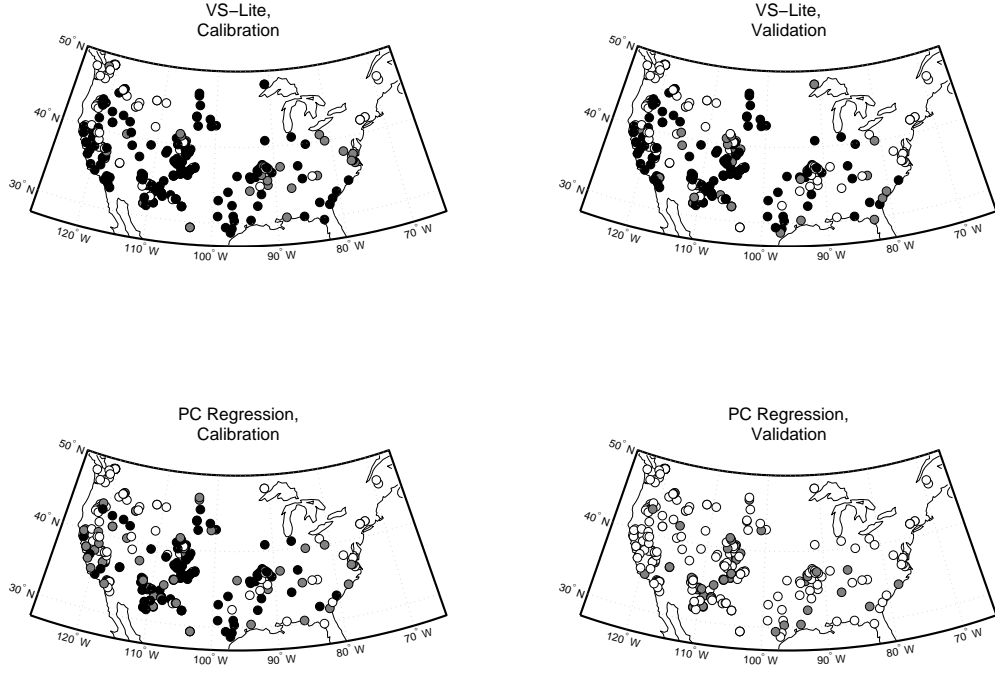 VS−Lite,
Calibration
50° N
40° N
30° N
120° W
110° W
100° W
90° W
80° W
70° W
VS−Lite,
Validation
50° N
40° N
30° N
120° W
110° W
100° W
90° W
80° W
70° W
PC Regression,
Calibration
50° N
40° N
30° N
120° W
110° W
100° W
90° W
80° W
70° W
PC Regression,
Validation
50° N
40° N
30° N
120° W
110° W
100° W
90° W
80° W
70° W